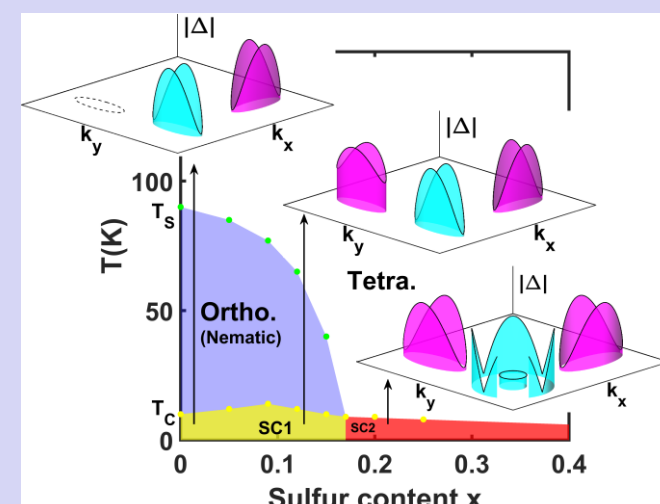 |Δ|
k_y
k_x
|Δ|
k_y
k_x
|Δ|
k_y
k_x
100
T_S
T(K)
50
T_C
0
Ortho.
(Nematic)
Tetra.
SC1
SC2
0
0.1
0.2
0.3
0.4
Sulfur content x